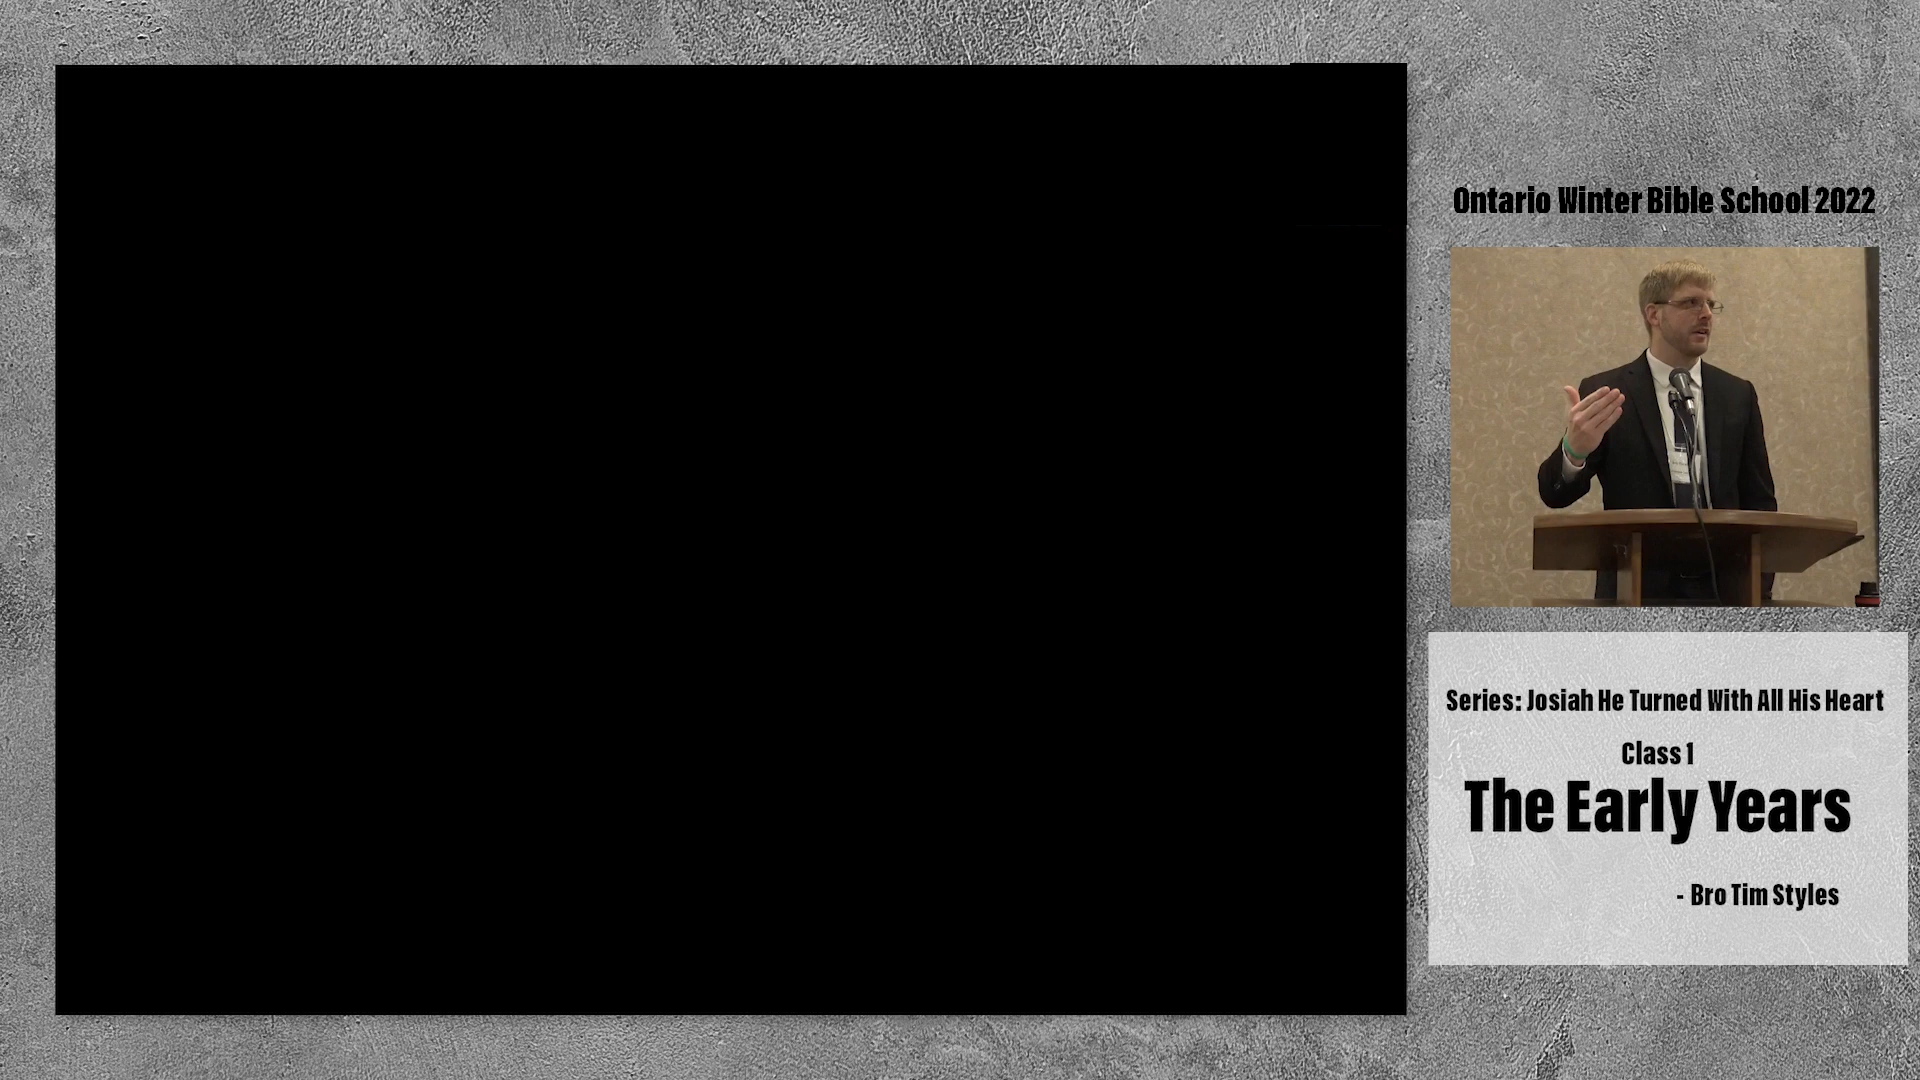 Ontario Winter Bible School 2022
Series: Josiah He Turned With All His Heart
Class 1
The Early Years
- Bro Tim Styles